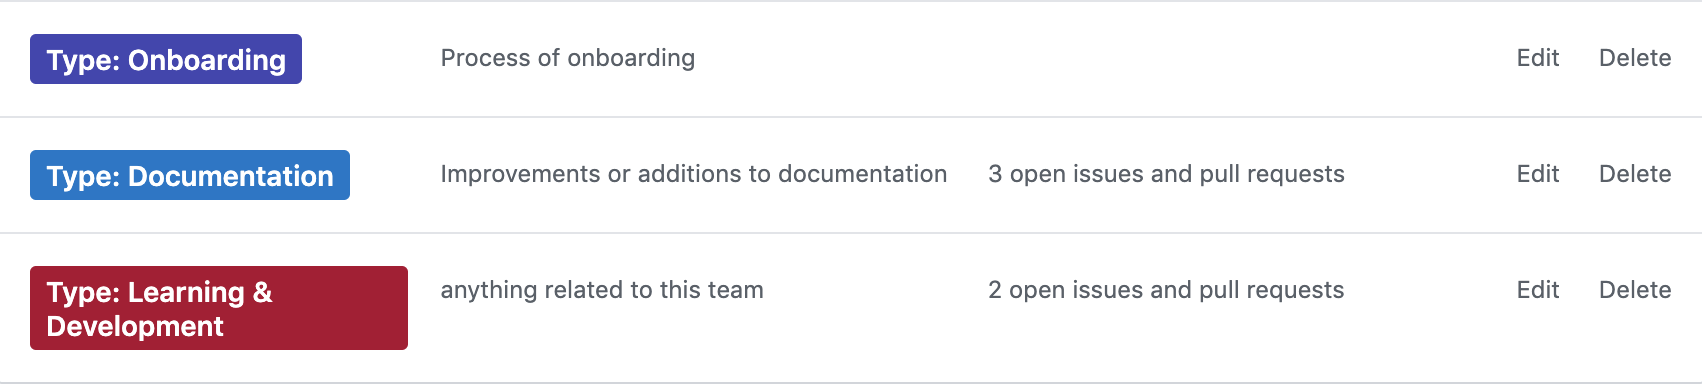 Type: Onboarding Process of onboarding Edit Delete
Type: Documentation Improvements or additions to documentation 3 open issues and pull requests Edit Delete
Type: Learning & anything related to this team 2 open issues and pull requests Edit Delete
Development